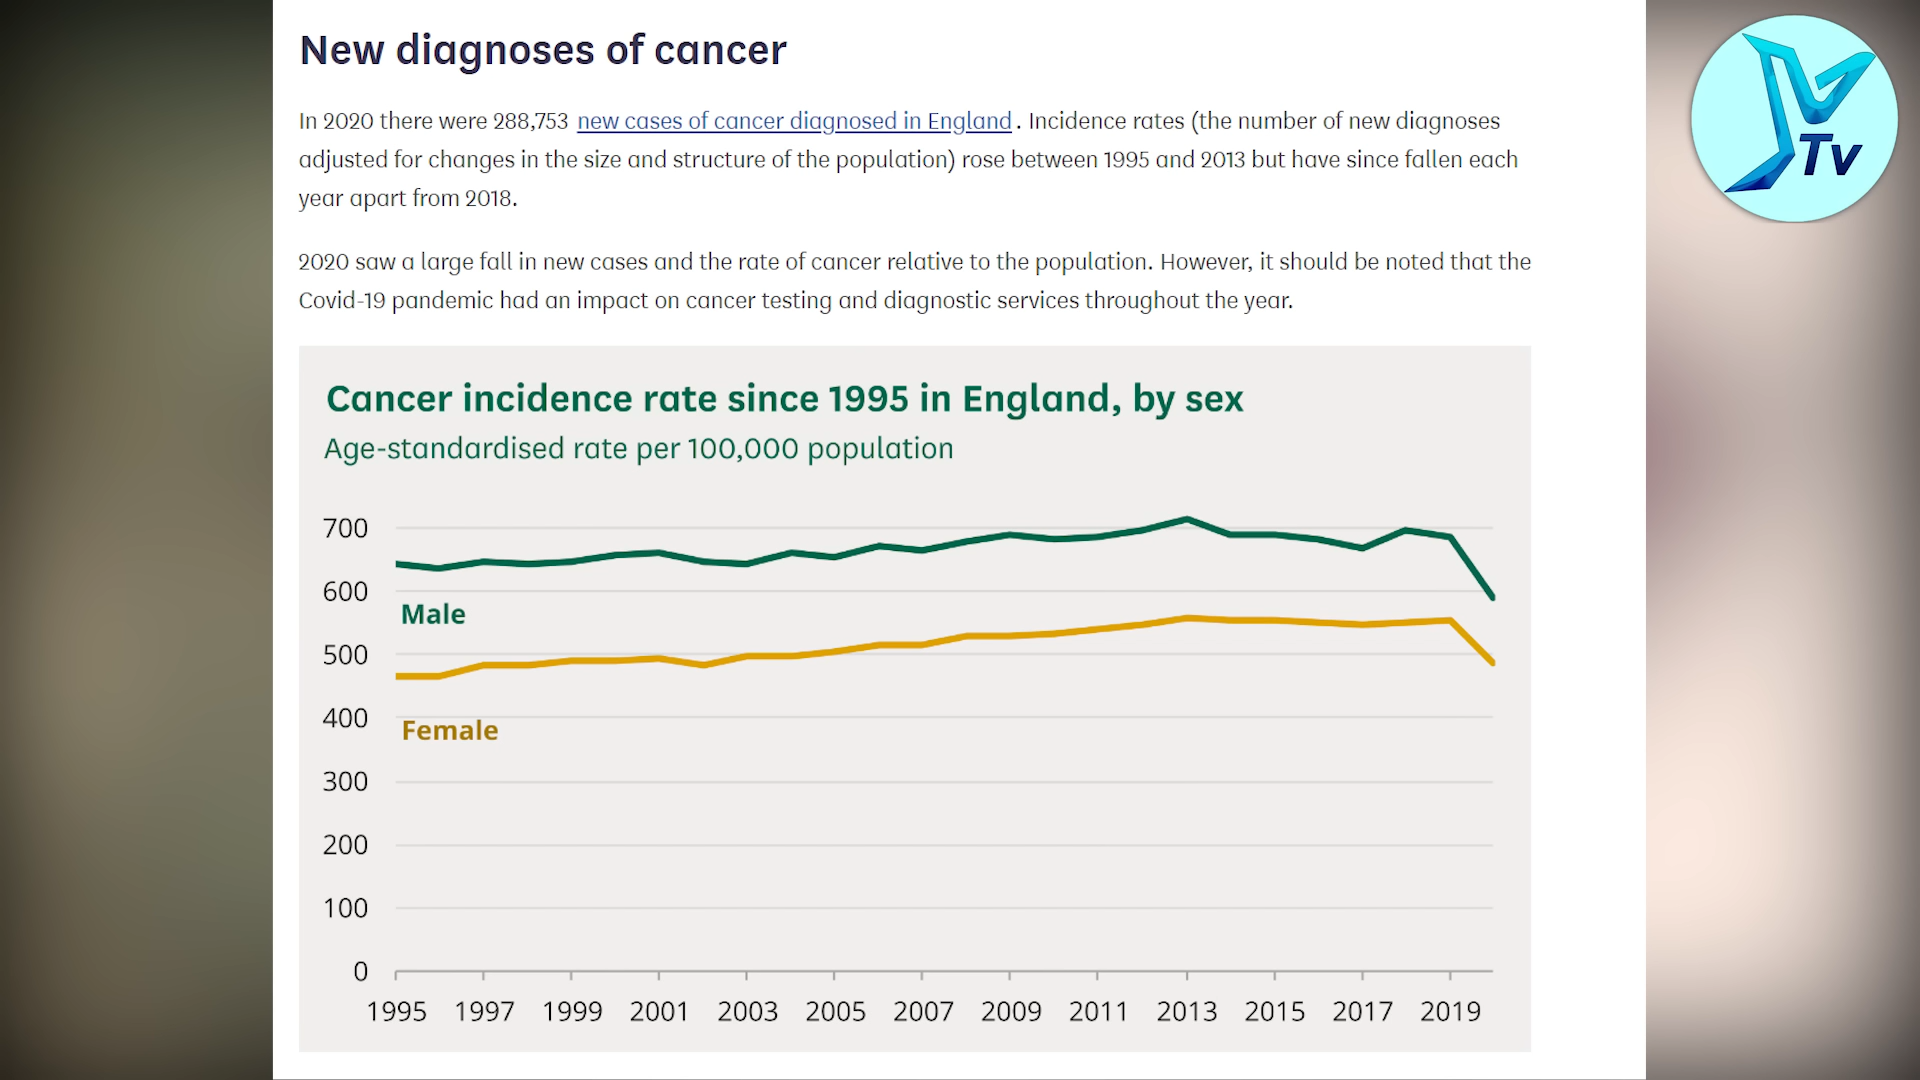 New diagnoses of cancer
In 2020 there were 288,753 new cases of cancer diagnosed in England. Incidence rates (the number of new diagnoses
adjusted for changes in the size and structure of the population) rose between 1995 and 2013 but have since fallen each
year apart from 2018.
2020 saw a large fall in new cases and the rate of cancer relative to the population. However, it should be noted that the
Covid-19 pandemic had an impact on cancer testing and diagnostic services throughout the year.
Cancer incidence rate since 1995 in England, by sex
Age-standardised rate per 100,000 population
700
600
Male
500
400
Female
300
200
100
0
1995 1997 1999 2001 2003 2005 2007 2009 2011 2013 2015 2017 2019
Tv